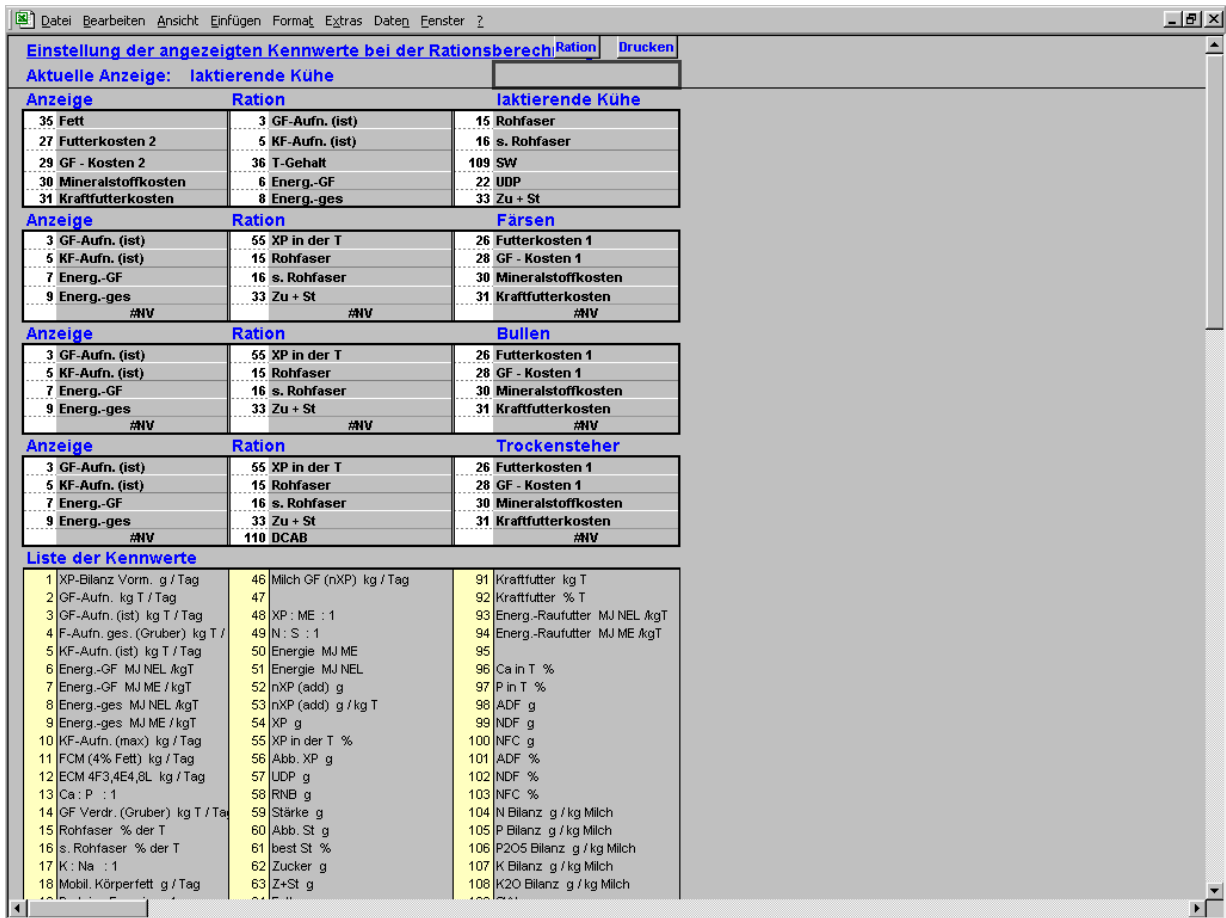 Datei Bearbeiten Ansicht Einfügen Format Extras Daten Fenster ?
Einstellung der angezeigten Kennwerte bei der Rationsberech Ration Drucken
Aktuelle Anzeige: laktierende Kühe
Anzeige Ration laktierende Kühe
35 Fett 3 GF-Aufn. (ist) 15 Rohfaser
27 Futterkosten 2 5 KF-Aufn. (ist) 16 s. Rohfaser
29 GF - Kosten 2 36 T-Gehalt 109 SW
30 Mineralstoffkosten 6 Energ.-GF 22 UDP
31 Kraftfutterkosten 8 Energ.-ges 33 Zu + St
Anzeige Ration Färsen
3 GF-Aufn. (ist) 55 XP in der T 26 Futterkosten 1
5 KF-Aufn. (ist) 15 Rohfaser 28 GF - Kosten 1
7 Energ.-GF 16 s. Rohfaser 30 Mineralstoffkosten
9 Energ.-ges 33 Zu + St 31 Kraftfutterkosten
#NV #NV #NV
Anzeige Ration Bullen
3 GF-Aufn. (ist) 55 XP in der T 26 Futterkosten 1
5 KF-Aufn. (ist) 15 Rohfaser 28 GF - Kosten 1
7 Energ.-GF 16 s. Rohfaser 30 Mineralstoffkosten
9 Energ.-ges 33 Zu + St 31 Kraftfutterkosten
#NV #NV #NV
Anzeige Ration Trockensteher
3 GF-Aufn. (ist) 55 XP in der T 26 Futterkosten 1
5 KF-Aufn. (ist) 15 Rohfaser 28 GF - Kosten 1
7 Energ.-GF 16 s. Rohfaser 30 Mineralstoffkosten
9 Energ.-ges 33 Zu + St 31 Kraftfutterkosten
#NV 110 DCAB #NV
Liste der Kennwerte
1 XP-Bilanz Vorm. g / Tag 46 Milch GF (nXP) kg / Tag 91 Kraftfutter kg T
2 GF-Aufn. kg T / Tag 47 92 Kraftfutter % T
3 GF-Aufn. (ist) kg T / Tag 48 XP : ME : 1 93 Energ.-Raufutter MJ NEL /kgT
4 F-Aufn. ges. (Gruber) kg T / 49 N : S : 1 94 Energ.-Raufutter MJ ME /kgT
5 KF-Aufn. (ist) kg T / Tag 50 Energie MJ ME 95
6 Energ.-GF MJ NEL /kgT 51 Energie MJ NEL 96 Ca in T %
7 Energ.-GF MJ ME / kgT 52 nXP (add) g 97 P in T %
8 Energ.-ges MJ NEL /kgT 53 nXP (add) g / kg T 98 ADF g
9 Energ.-ges MJ ME / kgT 54 XP g 99 NDF g
10 KF-Aufn. (max) kg / Tag 55 XP in der T % 100 NFC g
11 FCM (4% Fett) kg / Tag 56 Abb. XP g 101 ADF %
12 ECM 4F3,4E4,8L kg / Tag 57 UDP g 102 NDF %
13 Ca : P : 1 58 RNB g 103 NFC %
14 GF Verdr. (Gruber) kg T / Tag 59 Stärke g 104 N Bilanz g / kg Milch
15 Rohfaser % der T 60 Abb. St g 105 P Bilanz g / kg Milch
16 s. Rohfaser % der T 61 best St % 106 P2O5 Bilanz g / kg Milch
17 K : Na : 1 62 Zucker g 107 K Bilanz g / kg Milch
18 Mobil. Körperfett g / Tag 63 Z+St g 108 K2O Bilanz g / kg Milch